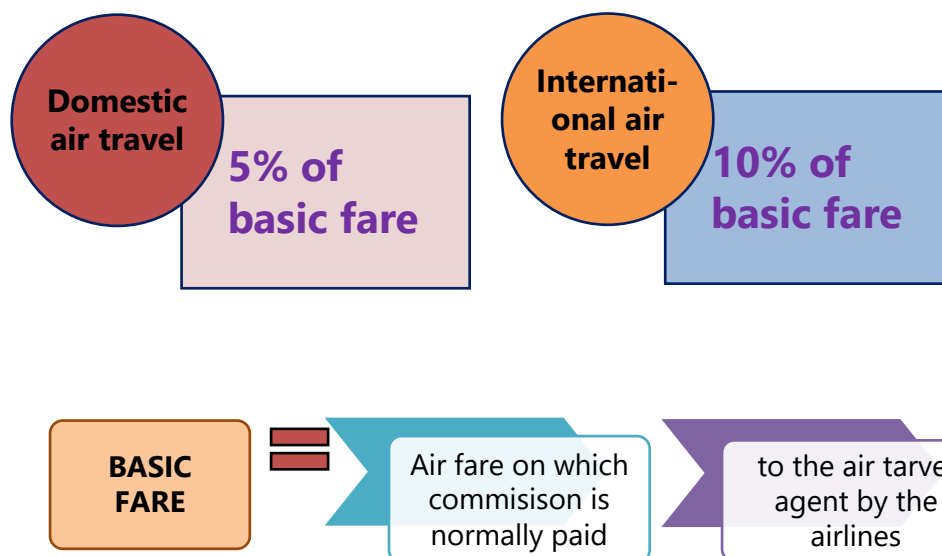 Domestic
air travel
5% of
basic fare
Internati-
onal air
travel
10% of
basic fare
BASIC
FARE
Air fare on which
commisison is
normally paid
to the air tarve
agent by the
airlines